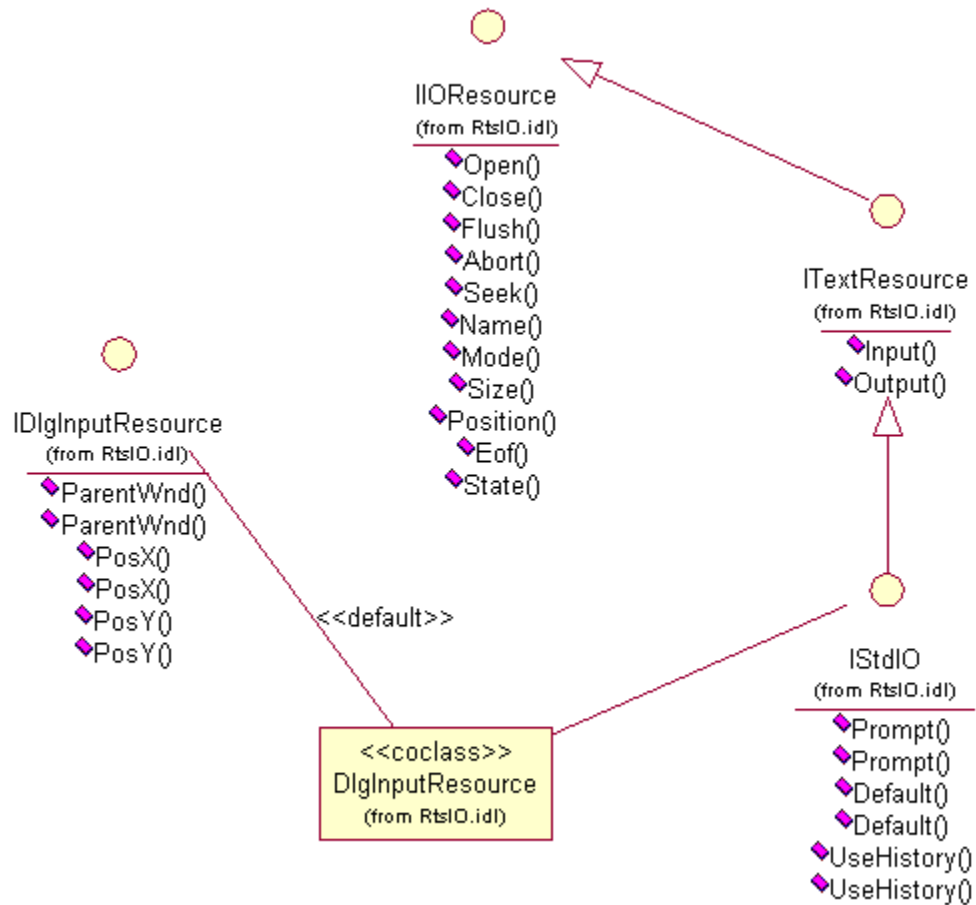 IIOResource
(from RtsIO.idl)
Open()
Close()
Flush()
Abort()
Seek()
Name()
Mode()
Size()
Position()
Eof()
State()
ITextResource
(from RtsIO.idl)
Input()
Output()
IDlgInputResource
(from RtsIO.idl)
ParentWnd()
ParentWnd()
PosX()
PosX()
PosY()
PosY()
<<default>>
<<coclass>>
DlgInputResource
(from RtsIO.idl)
IStdIO
(from RtsIO.idl)
Prompt()
Prompt()
Default()
Default()
UseHistory()
UseHistory()